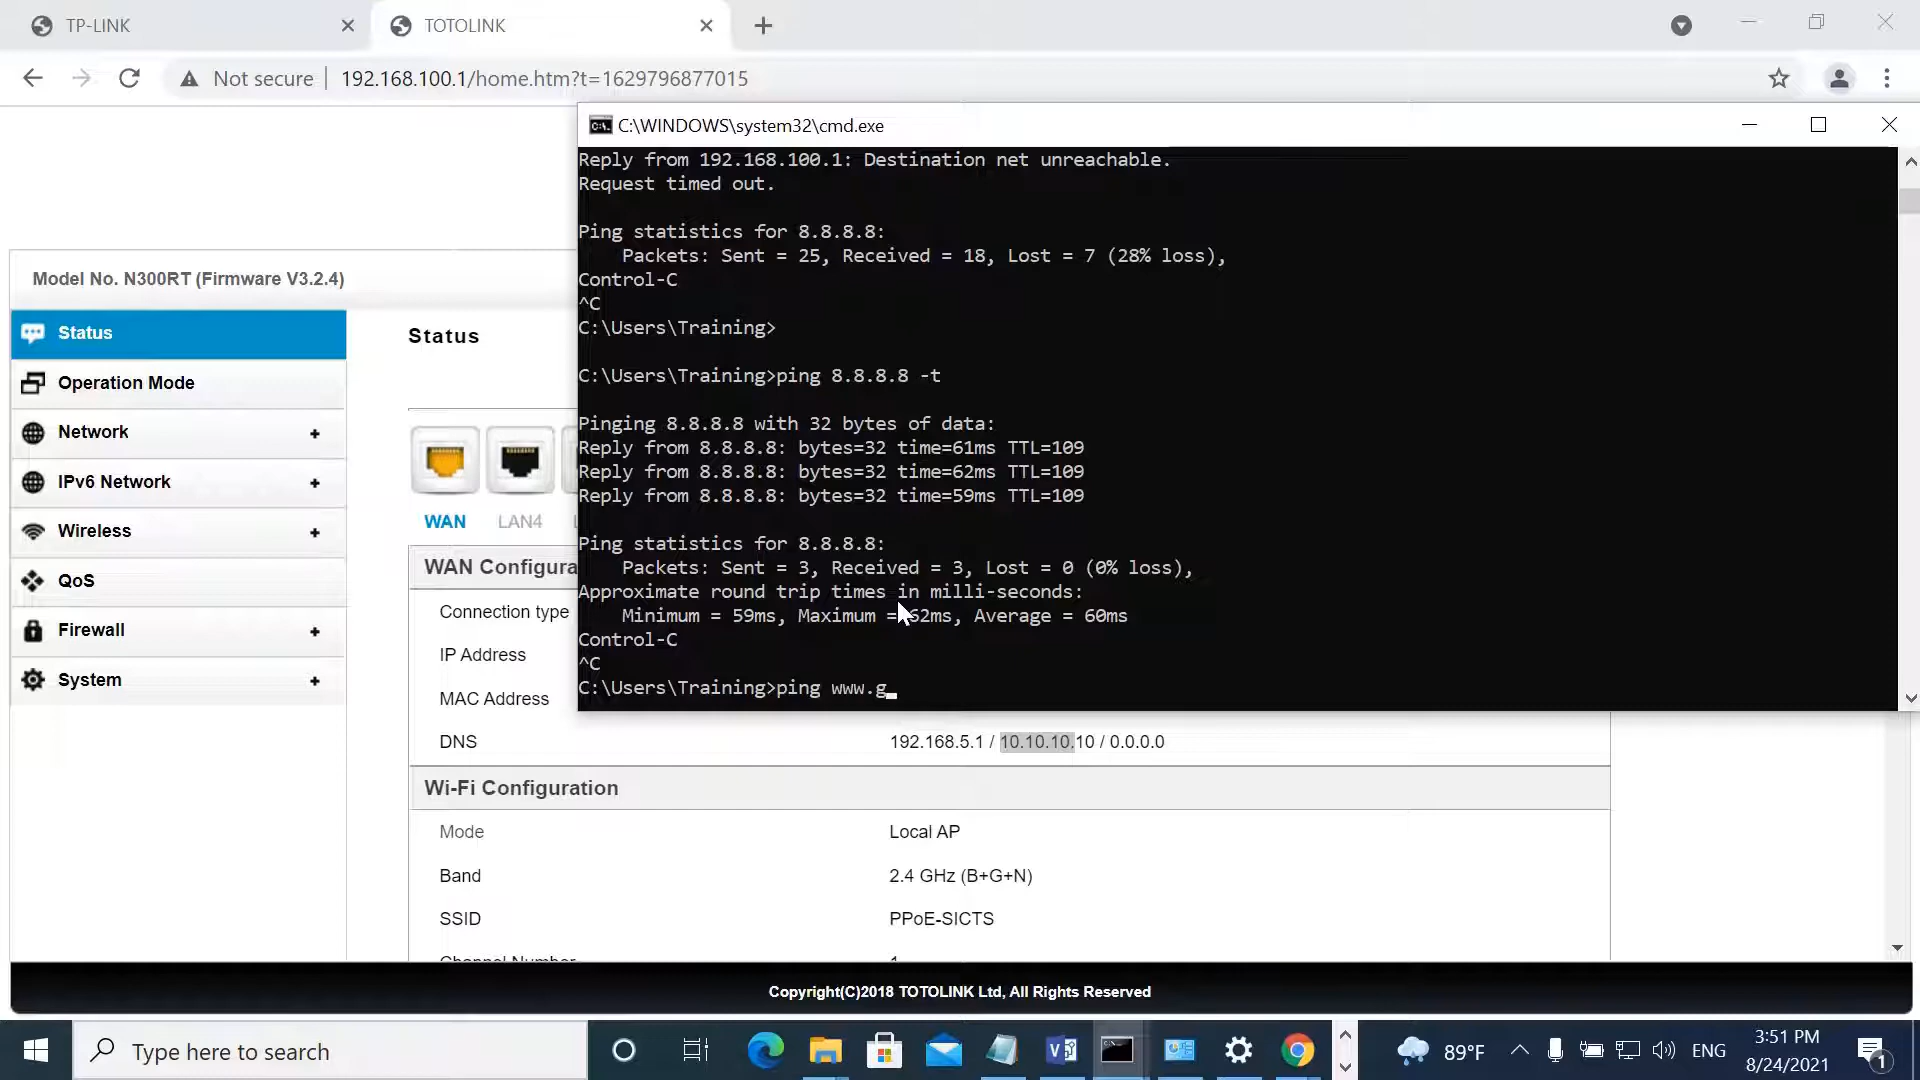 TP-LINK
TOTOLINK
Not secure
192.168.100.1/home.htm?t=1629796877015
C:\WINDOWS\system32\cmd.exe
Reply from 192.168.100.1: Destination net unreachable.
Request timed out.
Ping statistics for 8.8.8.8:
Packets: Sent = 25, Received = 18, Lost = 7 (28% loss),
Control-C
^C
C:\Users\Training>
C:\Users\Training>ping 8.8.8.8 -t
Pinging 8.8.8.8 with 32 bytes of data:
Reply from 8.8.8.8: bytes=32 time=61ms TTL=109
Reply from 8.8.8.8: bytes=32 time=62ms TTL=109
Reply from 8.8.8.8: bytes=32 time=59ms TTL=109
Ping statistics for 8.8.8.8:
Packets: Sent = 3, Received = 3, Lost = 0 (0% loss),
Approximate round trip times in milli-seconds:
Minimum = 59ms, Maximum = 62ms, Average = 60ms
Control-C
^C
C:\Users\Training>ping www.g_
Model No. N300RT (Firmware V3.2.4)
Status
Operation Mode
Network +
IPv6 Network +
Wireless +
QoS
Firewall +
System +
Status
WAN LAN4
WAN Configura
Connection type
IP Address
MAC Address
DNS 192.168.5.1 / 10.10.10.10 / 0.0.0.0
Wi-Fi Configuration
Mode Local AP
Band 2.4 GHz (B+G+N)
SSID PPoE-SICTS
Channel Number 1
Copyright(C)2018 TOTOLINK Ltd, All Rights Reserved
Type here to search
89°F
ENG
3:51 PM
8/24/2021
1